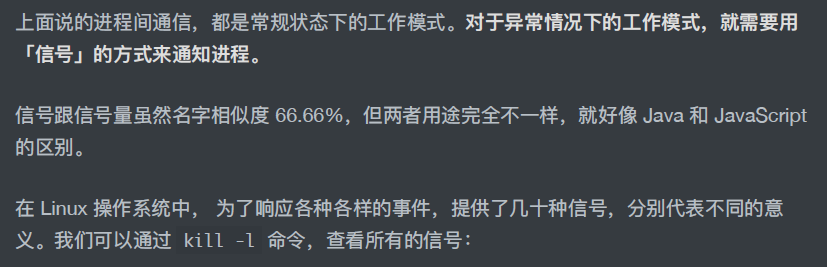 上面说的进程间通信，都是常规状态下的工作模式。对于异常情况下的工作模式，就需要用
「信号」的方式来通知进程。
信号跟信号量虽然名字相似度 66.66%，但两者用途完全不一样，就好像 Java 和 JavaScript
的区别。
在 Linux 操作系统中， 为了响应各种各样的事件，提供了几十种信号，分别代表不同的意
义。我们可以通过 kill -l 命令，查看所有的信号：